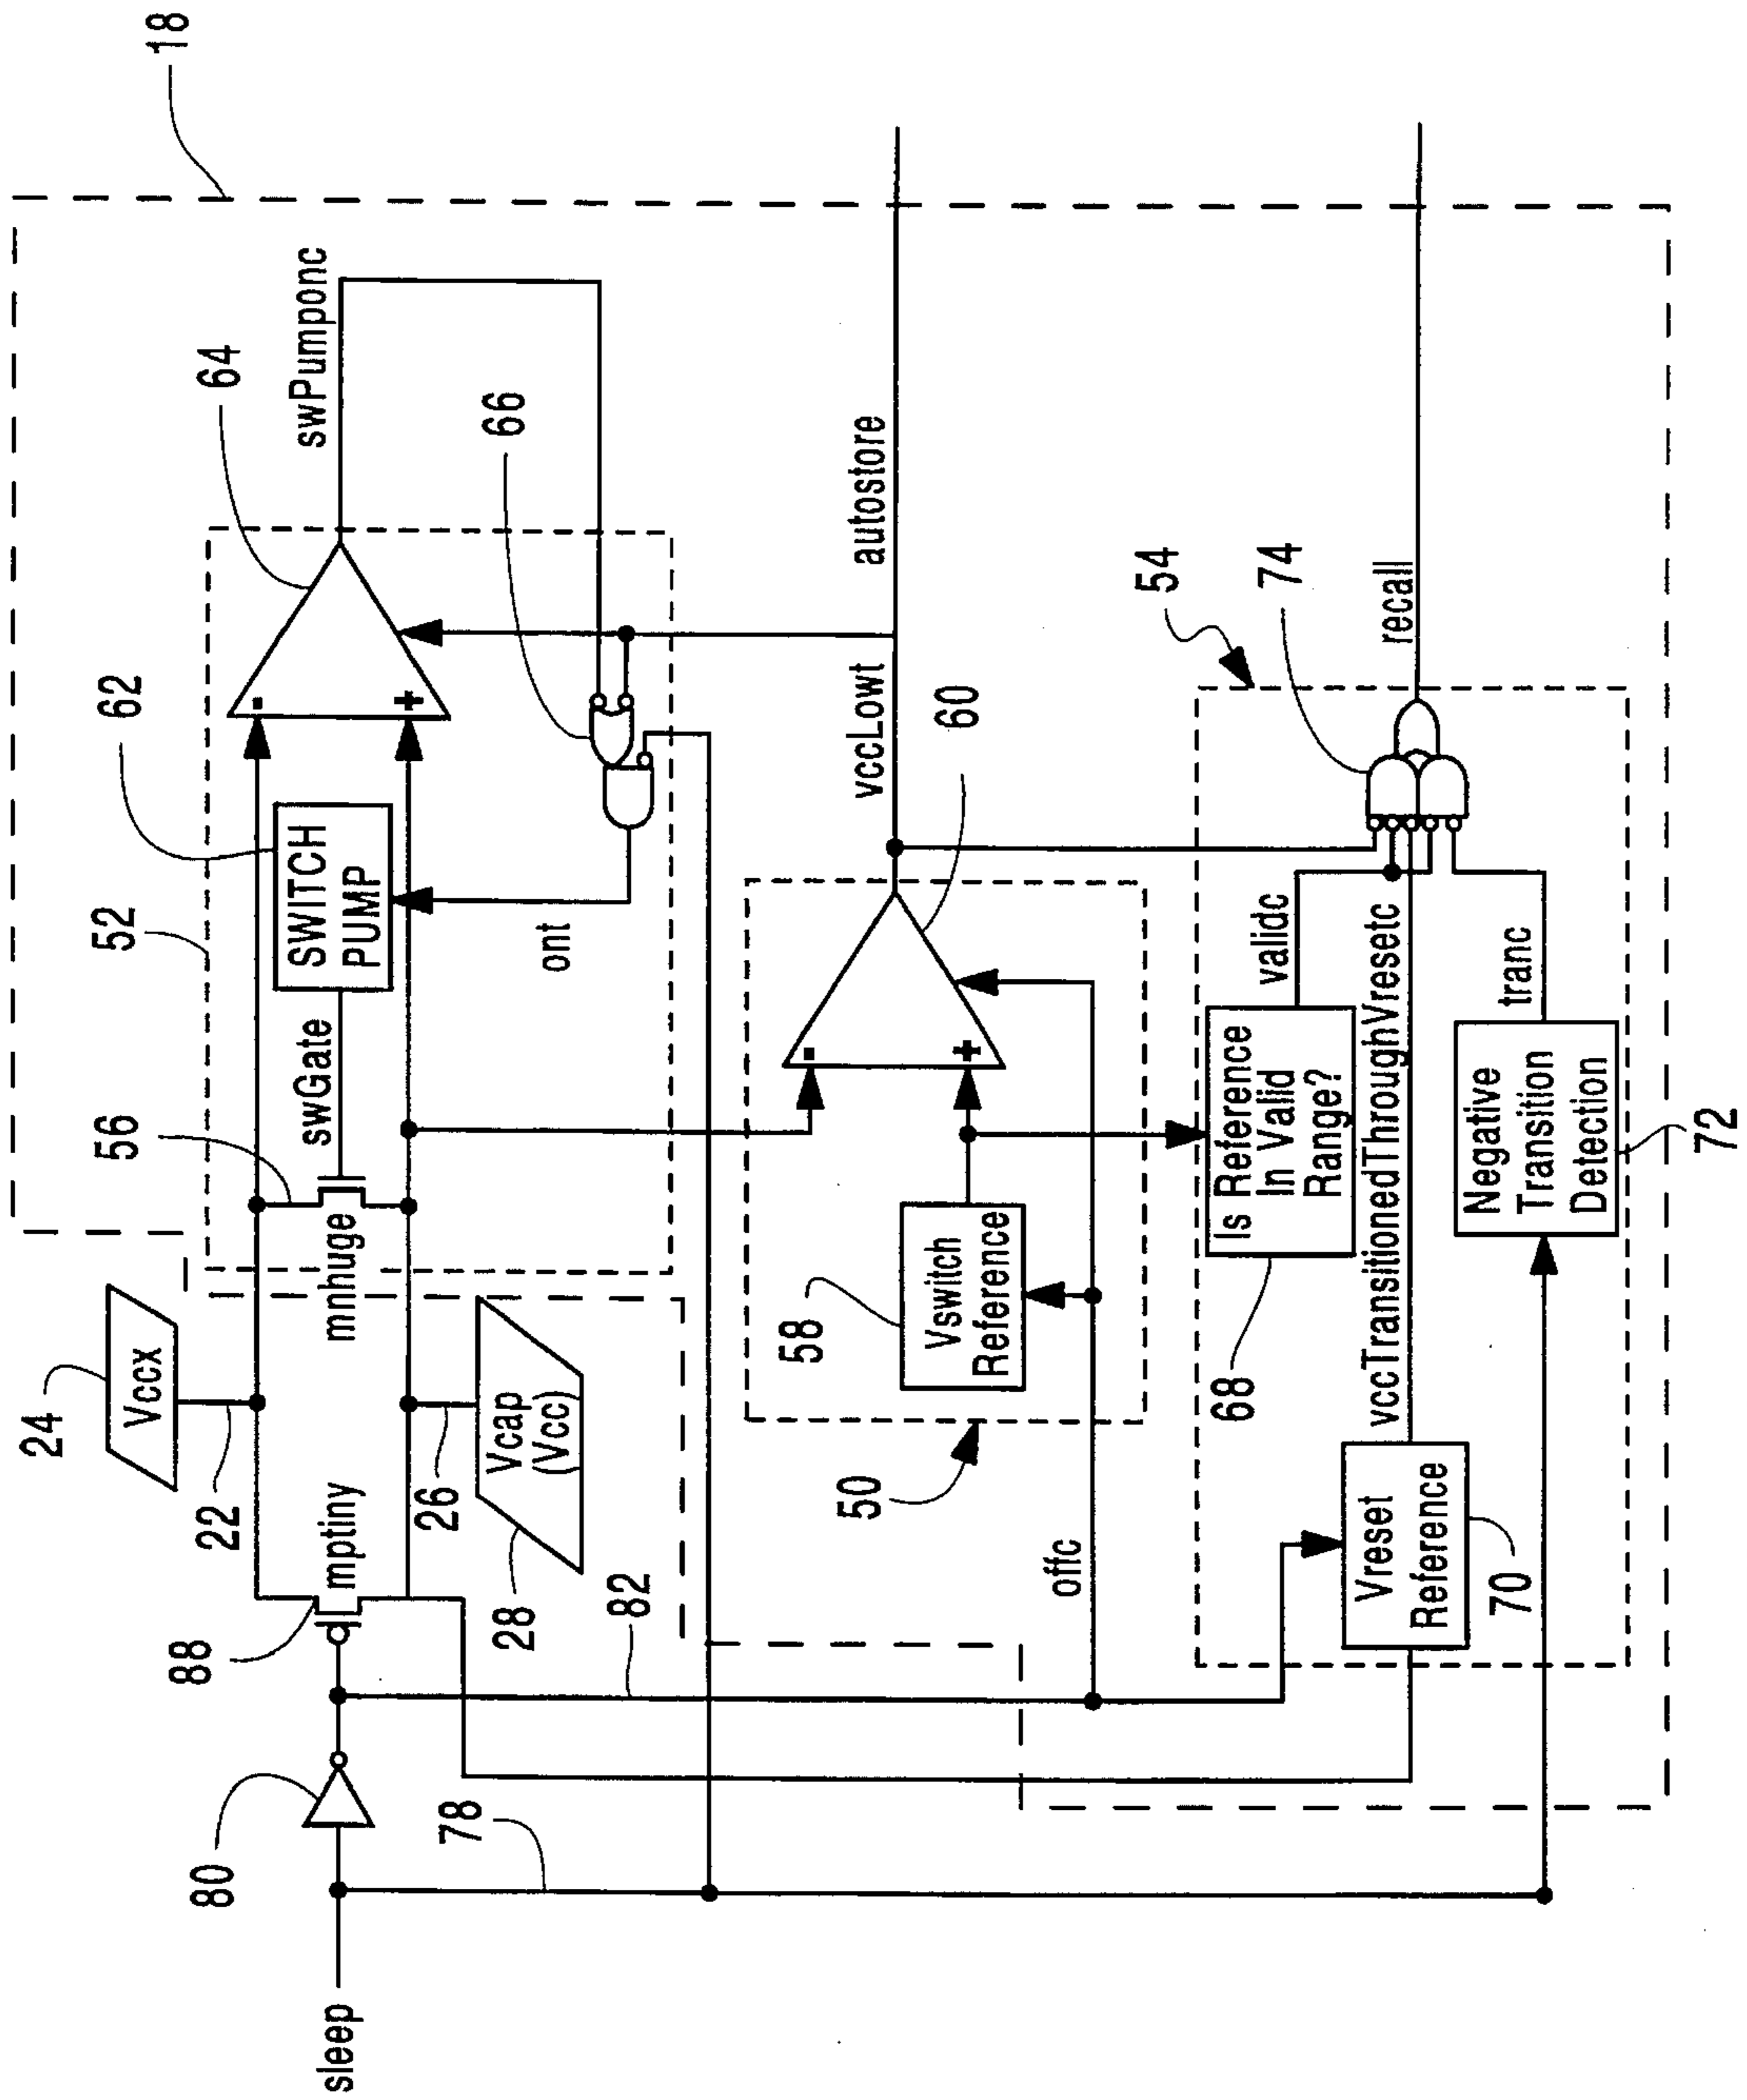 18
24
Vccx
22
56
52
62
64
swPumponc
88
mptiny
mnhuge
swGate
SWITCH
PUMP
66
80
sleep
26
Vcap
(Vcc)
28
ont
78
82
58
Vswitch
Reference
60
vccLowt
autostore
50
offc
54
74
68
Is Reference
In Valid
Range?
validc
recall
Vreset
Reference
70
vccTransitionedThroughVresetc
Negative
Transition
Detection
tranc
72